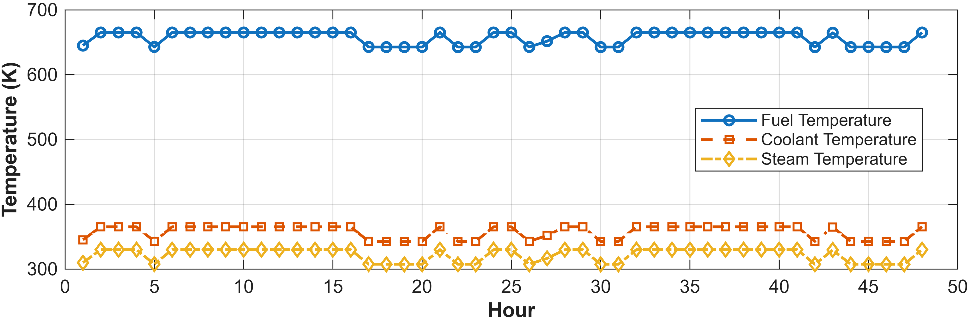 700
600
500
400
300
Temperature (K)
Fuel Temperature
Coolant Temperature
Steam Temperature
0 5 10 15 20 25 30 35 40 45 50
Hour